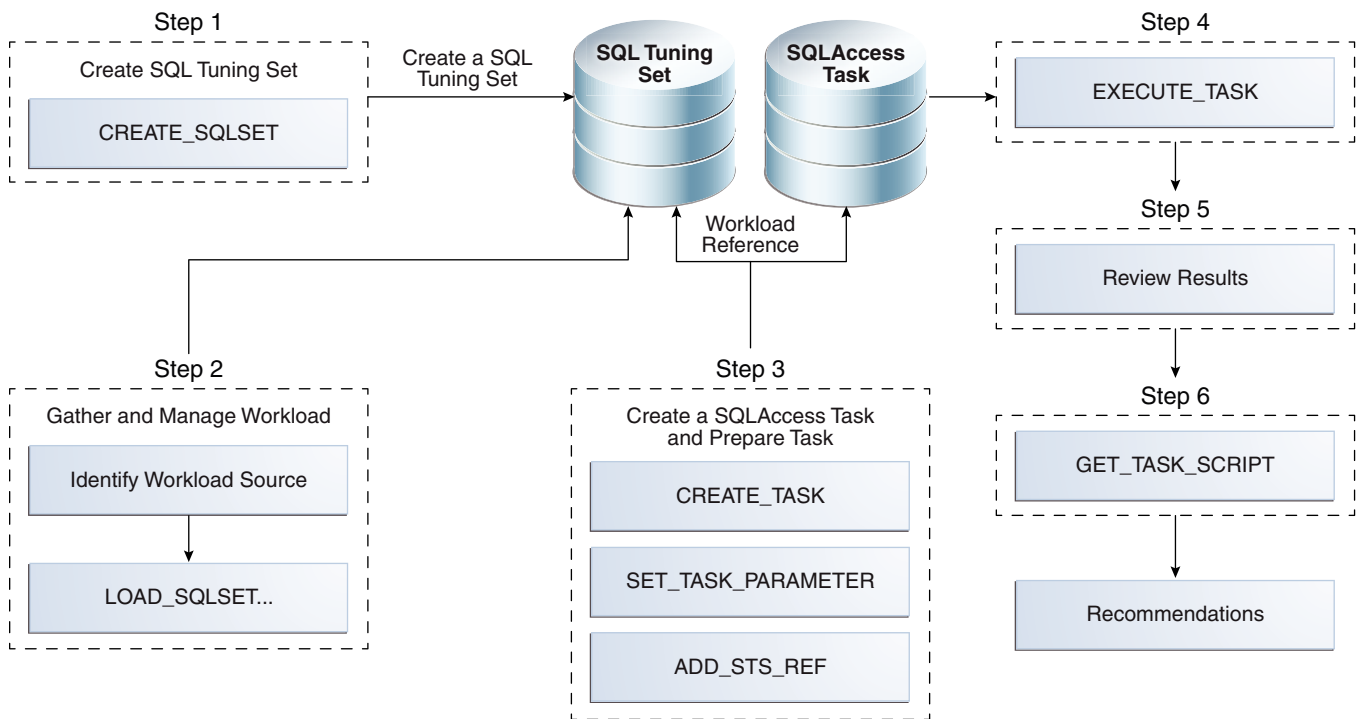 Step 1
Create SQL Tuning Set
CREATE_SQLSET
Create a SQL
Tuning Set
SQL Tuning
Set
SQLAccess
Task
Step 4
EXECUTE_TASK
Workload
Reference
Step 5
Review Results
Step 2
Gather and Manage Workload
Identify Workload Source
LOAD_SQLSET...
Step 3
Create a SQLAccess Task
and Prepare Task
CREATE_TASK
SET_TASK_PARAMETER
ADD_STS_REF
Step 6
GET_TASK_SCRIPT
Recommendations